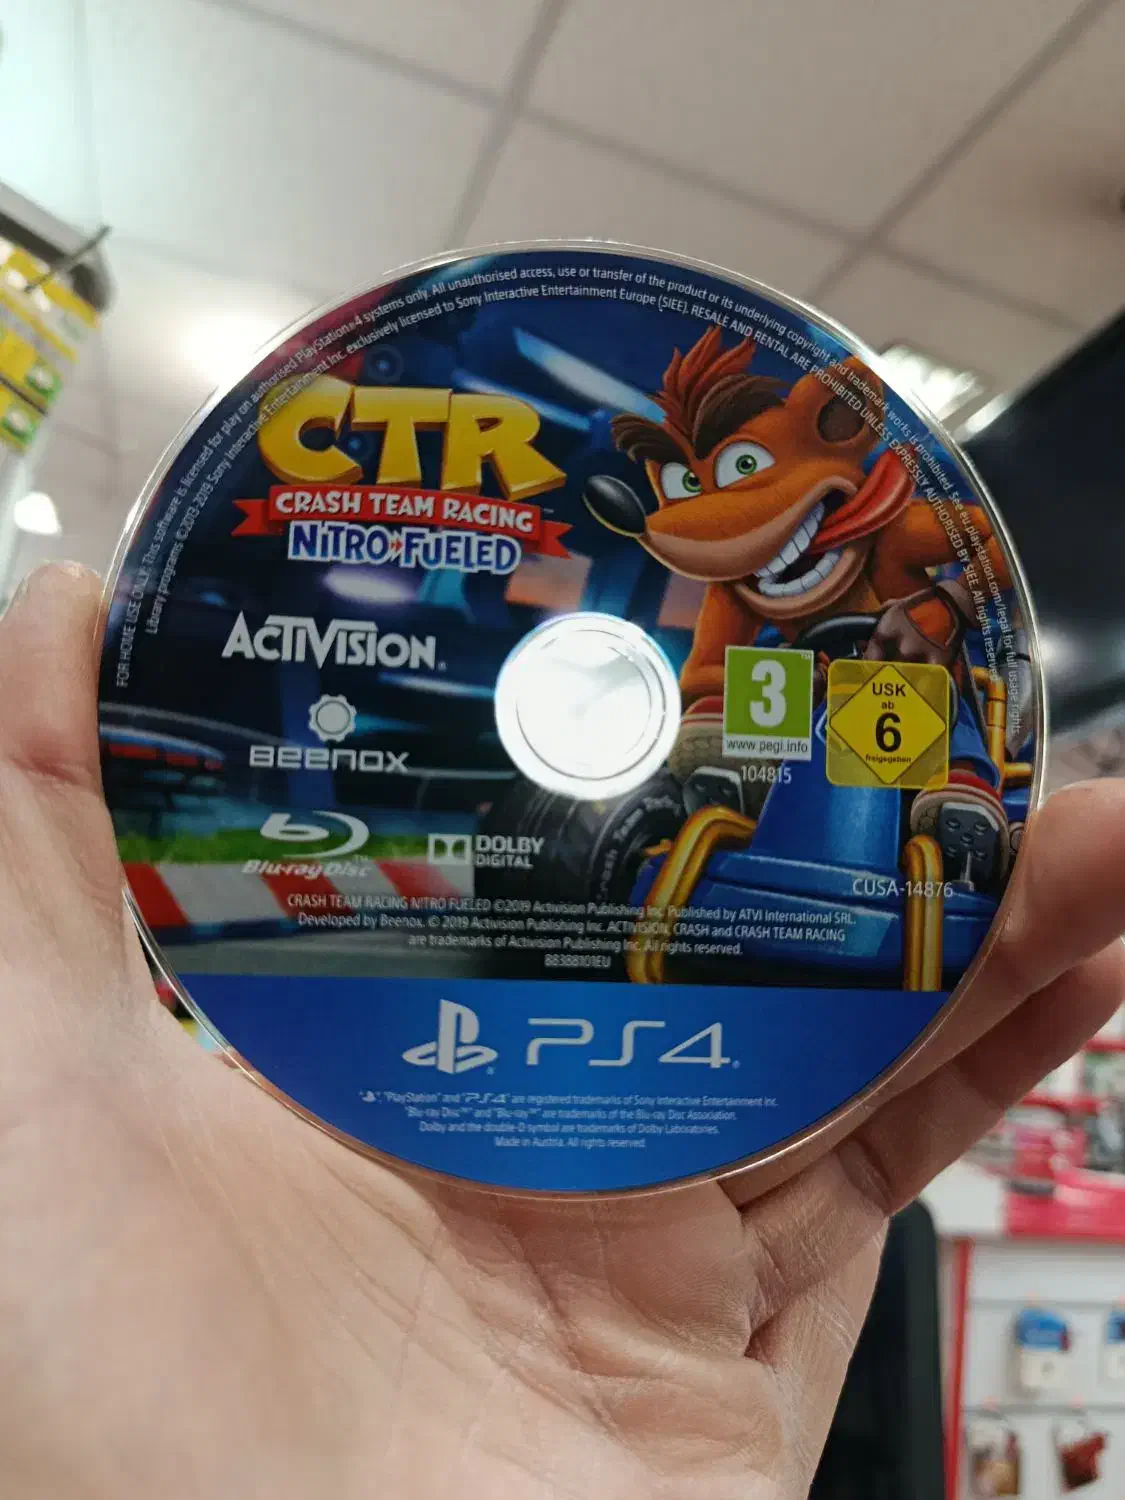 FOR HOME USE ONLY. This software is licensed for play on authorised PlayStation®4 systems only. All unauthorised access, use or transfer of the product or its underlying copyright and trademark works is prohibited. See eu.playstation.com/legal for full usage rights.
Library programs ©2013-2019 Sony Interactive Entertainment Inc. exclusively licensed to Sony Interactive Entertainment Europe (SIEE). RESALE AND RENTAL ARE PROHIBITED UNLESS EXPRESSLY AUTHORISED BY SIEE. All rights reserved.
CTR
CRASH TEAM RACING
NITRO FUELED
ACTIVISION®
BEENOX
3™
www.pegi.info
104815
USK
ab
6
freigegeben
Blu-ray Disc™
DOLBY
DIGITAL
Crash Team
CUSA-14876
CRASH TEAM RACING NITRO FUELED ©2019 Activision Publishing Inc. Published by ATVI International SRL.
Developed by Beenox. © 2019 Activision Publishing Inc. ACTIVISION, CRASH and CRASH TEAM RACING
are trademarks of Activision Publishing Inc. All rights reserved.
88388101EU
PS4®
"PlayStation" and "PS4" are registered trademarks of Sony Interactive Entertainment Inc.
"Blu-ray Disc™" and "Blu-ray™" are trademarks of the Blu-ray Disc Association.
Dolby and the double-D symbol are trademarks of Dolby Laboratories.
Made in Austria. All rights reserved.